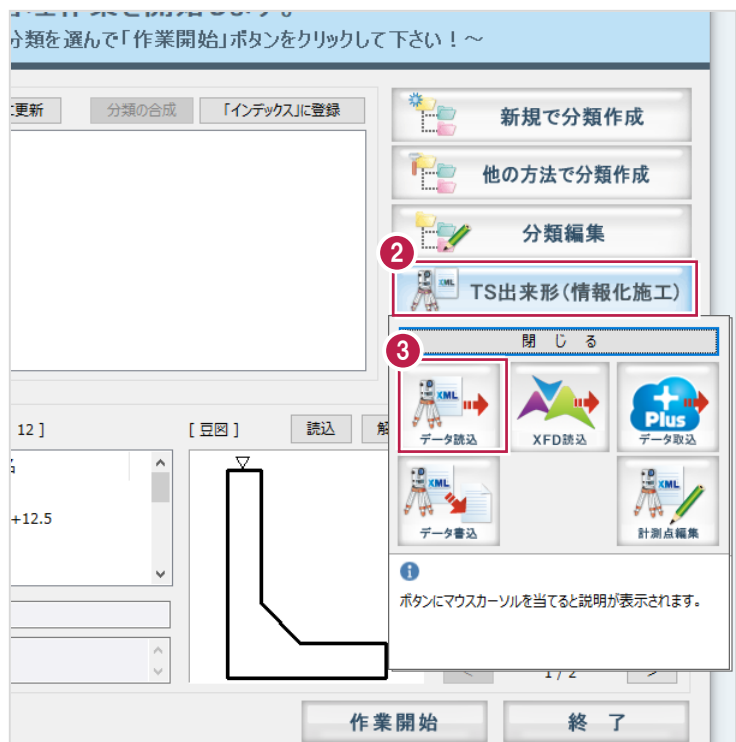 分類を選んで「作業開始」ボタンをクリックして下さい！～
更新
分類の合成
「インデックス」に登録
新規で分類作成
他の方法で分類作成
分類編集
2
XML
TS出来形（情報化施工）
閉じる
3
XML
データ読込
XFD読込
Plus
データ取込
XML
データ書込
XML
計測点編集
ボタンにマウスカーソルを当てると説明が表示されます。
12 ]
[ 豆図 ]
読込
+12.5
1 / 2
作業開始
終了